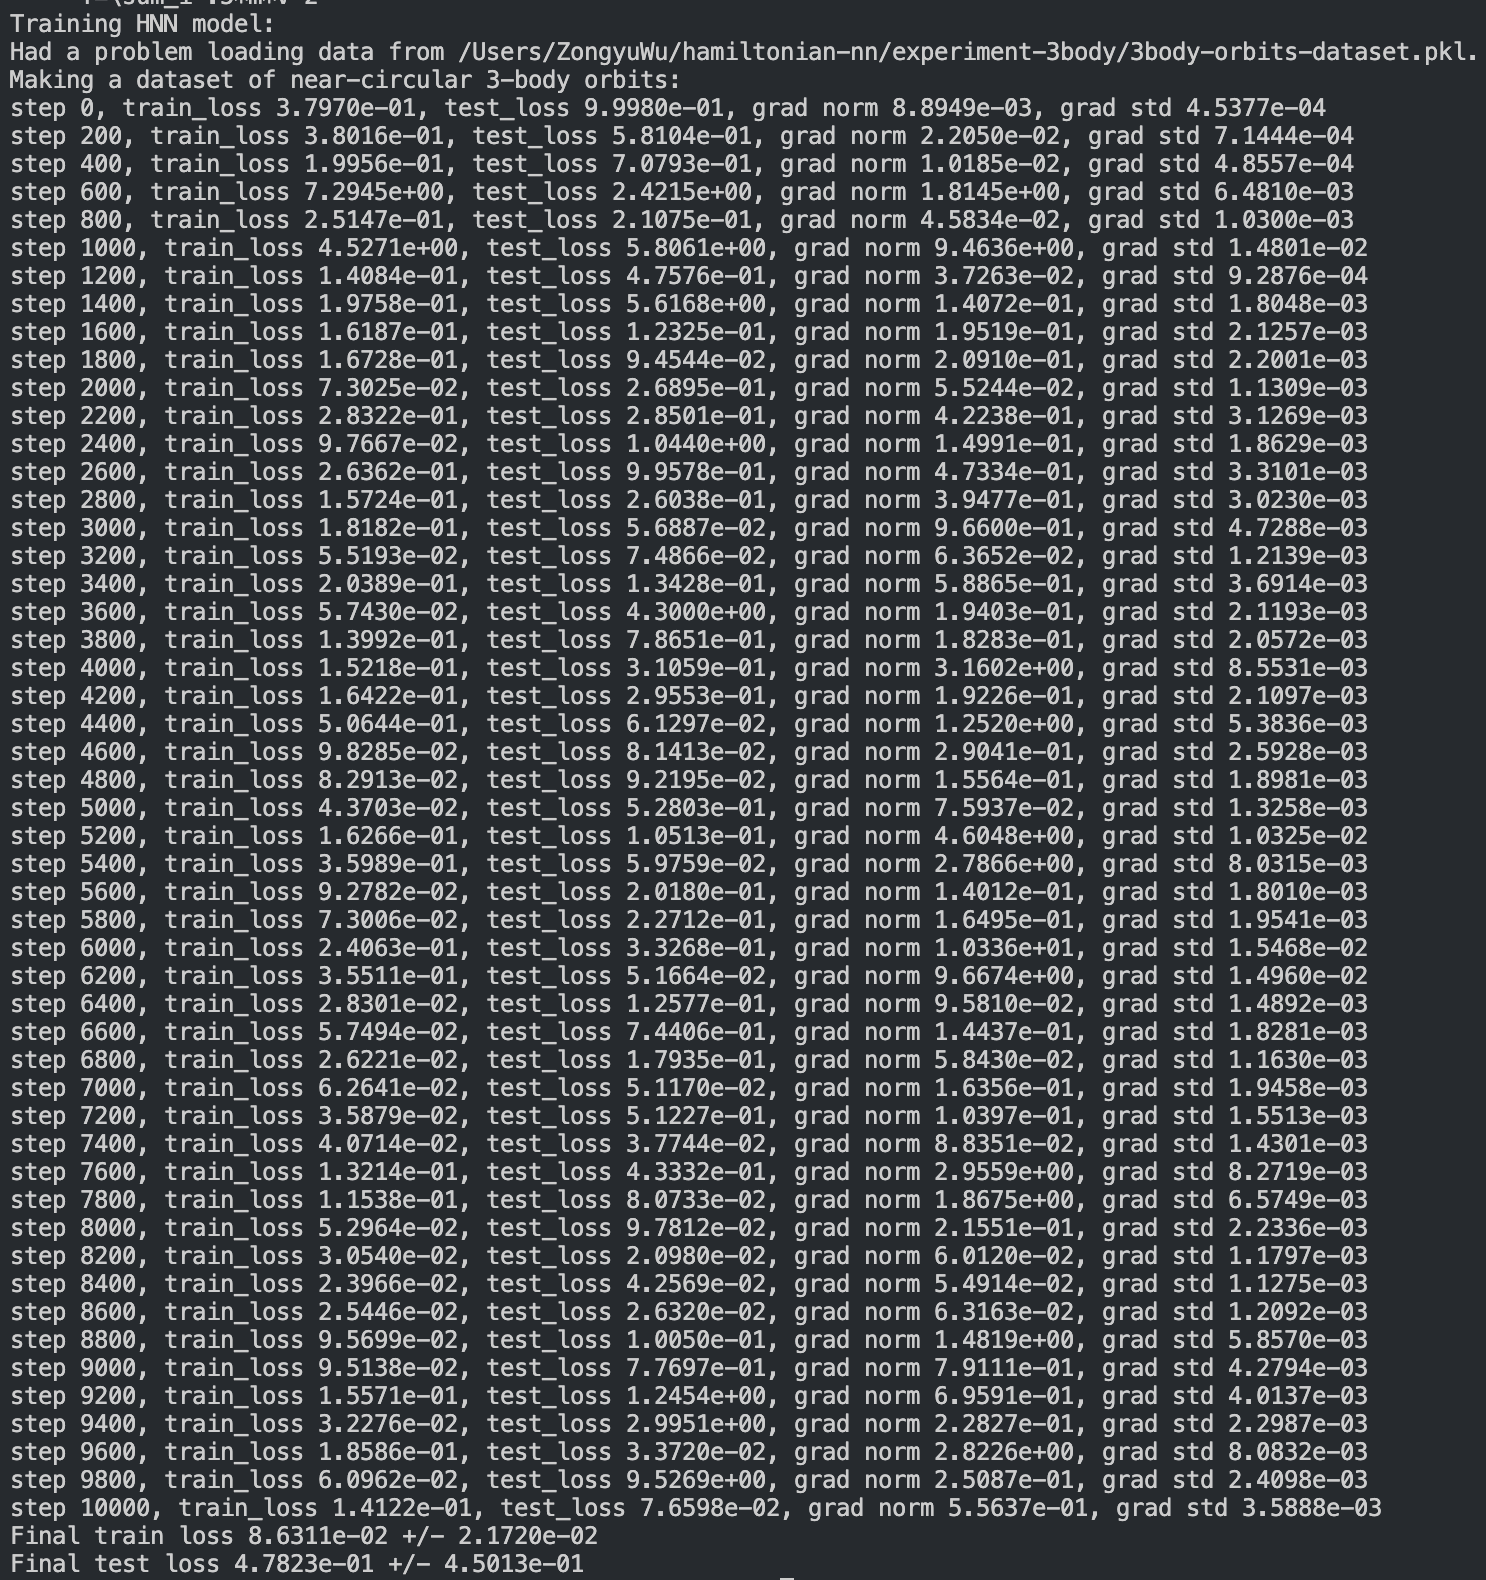 Training HNN model:
Had a problem loading data from /Users/ZongyuWu/hamiltonian-nn/experiment-3body/3body-orbits-dataset.pkl.
Making a dataset of near-circular 3-body orbits:
step 0, train_loss 3.7970e-01, test_loss 9.9980e-01, grad norm 8.8949e-03, grad std 4.5377e-04
step 200, train_loss 3.8016e-01, test_loss 5.8104e-01, grad norm 2.2050e-02, grad std 7.1444e-04
step 400, train_loss 1.9956e-01, test_loss 7.0793e-01, grad norm 1.0185e-02, grad std 4.8557e-04
step 600, train_loss 7.2945e+00, test_loss 2.4215e+00, grad norm 1.8145e+00, grad std 6.4810e-03
step 800, train_loss 2.5147e-01, test_loss 2.1075e-01, grad norm 4.5834e-02, grad std 1.0300e-03
step 1000, train_loss 4.5271e+00, test_loss 5.8061e+00, grad norm 9.4636e+00, grad std 1.4801e-02
step 1200, train_loss 1.4084e-01, test_loss 4.7576e-01, grad norm 3.7263e-02, grad std 9.2876e-04
step 1400, train_loss 1.9758e-01, test_loss 5.6168e+00, grad norm 1.4072e-01, grad std 1.8048e-03
step 1600, train_loss 1.6187e-01, test_loss 1.2325e-01, grad norm 1.9519e-01, grad std 2.1257e-03
step 1800, train_loss 1.6728e-01, test_loss 9.4544e-02, grad norm 2.0910e-01, grad std 2.2001e-03
step 2000, train_loss 7.3025e-02, test_loss 2.6895e-01, grad norm 5.5244e-02, grad std 1.1309e-03
step 2200, train_loss 2.8322e-01, test_loss 2.8501e-01, grad norm 4.2238e-01, grad std 3.1269e-03
step 2400, train_loss 9.7667e-02, test_loss 1.0440e+00, grad norm 1.4991e-01, grad std 1.8629e-03
step 2600, train_loss 2.6362e-01, test_loss 9.9578e-01, grad norm 4.7334e-01, grad std 3.3101e-03
step 2800, train_loss 1.5724e-01, test_loss 2.6038e-01, grad norm 3.9477e-01, grad std 3.0230e-03
step 3000, train_loss 1.8182e-01, test_loss 5.6887e-02, grad norm 9.6600e-01, grad std 4.7288e-03
step 3200, train_loss 5.5193e-02, test_loss 7.4866e-02, grad norm 6.3652e-02, grad std 1.2139e-03
step 3400, train_loss 2.0389e-01, test_loss 1.3428e-01, grad norm 5.8865e-01, grad std 3.6914e-03
step 3600, train_loss 5.7430e-02, test_loss 4.3000e+00, grad norm 1.9403e-01, grad std 2.1193e-03
step 3800, train_loss 1.3992e-01, test_loss 7.8651e-01, grad norm 1.8283e-01, grad std 2.0572e-03
step 4000, train_loss 1.5218e-01, test_loss 3.1059e-01, grad norm 3.1602e+00, grad std 8.5531e-03
step 4200, train_loss 1.6422e-01, test_loss 2.9553e-01, grad norm 1.9226e-01, grad std 2.1097e-03
step 4400, train_loss 5.0644e-01, test_loss 6.1297e-02, grad norm 1.2520e+00, grad std 5.3836e-03
step 4600, train_loss 9.8285e-02, test_loss 8.1413e-02, grad norm 2.9041e-01, grad std 2.5928e-03
step 4800, train_loss 8.2913e-02, test_loss 9.2195e-02, grad norm 1.5564e-01, grad std 1.8981e-03
step 5000, train_loss 4.3703e-02, test_loss 5.2803e-01, grad norm 7.5937e-02, grad std 1.3258e-03
step 5200, train_loss 1.6266e-01, test_loss 1.0513e-01, grad norm 4.6048e+00, grad std 1.0325e-02
step 5400, train_loss 3.5989e-01, test_loss 5.9759e-02, grad norm 2.7866e+00, grad std 8.0315e-03
step 5600, train_loss 9.2782e-02, test_loss 2.0180e-01, grad norm 1.4012e-01, grad std 1.8010e-03
step 5800, train_loss 7.3006e-02, test_loss 2.2712e-01, grad norm 1.6495e-01, grad std 1.9541e-03
step 6000, train_loss 2.4063e-01, test_loss 3.3268e-01, grad norm 1.0336e+01, grad std 1.5468e-02
step 6200, train_loss 3.5511e-01, test_loss 5.1664e-02, grad norm 9.6674e+00, grad std 1.4960e-02
step 6400, train_loss 2.8301e-02, test_loss 1.2577e-01, grad norm 9.5810e-02, grad std 1.4892e-03
step 6600, train_loss 5.7494e-02, test_loss 7.4406e-01, grad norm 1.4437e-01, grad std 1.8281e-03
step 6800, train_loss 2.6221e-02, test_loss 1.7935e-01, grad norm 5.8430e-02, grad std 1.1630e-03
step 7000, train_loss 6.2641e-02, test_loss 5.1170e-02, grad norm 1.6356e-01, grad std 1.9458e-03
step 7200, train_loss 3.5879e-02, test_loss 5.1227e-01, grad norm 1.0397e-01, grad std 1.5513e-03
step 7400, train_loss 4.0714e-02, test_loss 3.7744e-02, grad norm 8.8351e-02, grad std 1.4301e-03
step 7600, train_loss 1.3214e-01, test_loss 4.3332e-01, grad norm 2.9559e+00, grad std 8.2719e-03
step 7800, train_loss 1.1538e-01, test_loss 8.0733e-02, grad norm 1.8675e+00, grad std 6.5749e-03
step 8000, train_loss 5.2964e-02, test_loss 9.7812e-02, grad norm 2.1551e-01, grad std 2.2336e-03
step 8200, train_loss 3.0540e-02, test_loss 2.0980e-02, grad norm 6.0120e-02, grad std 1.1797e-03
step 8400, train_loss 2.3966e-02, test_loss 4.2569e-02, grad norm 5.4914e-02, grad std 1.1275e-03
step 8600, train_loss 2.5446e-02, test_loss 2.6320e-02, grad norm 6.3163e-02, grad std 1.2092e-03
step 8800, train_loss 9.5699e-02, test_loss 1.0050e-01, grad norm 1.4819e+00, grad std 5.8570e-03
step 9000, train_loss 9.5138e-02, test_loss 7.7697e-01, grad norm 7.9111e-01, grad std 4.2794e-03
step 9200, train_loss 1.5571e-01, test_loss 1.2454e+00, grad norm 6.9591e-01, grad std 4.0137e-03
step 9400, train_loss 3.2276e-02, test_loss 2.9951e+00, grad norm 2.2827e-01, grad std 2.2987e-03
step 9600, train_loss 1.8586e-01, test_loss 3.3720e-02, grad norm 2.8226e+00, grad std 8.0832e-03
step 9800, train_loss 6.0962e-02, test_loss 9.5269e+00, grad norm 2.5087e-01, grad std 2.4098e-03
step 10000, train_loss 1.4122e-01, test_loss 7.6598e-02, grad norm 5.5637e-01, grad std 3.5888e-03
Final train loss 8.6311e-02 +/- 2.1720e-02
Final test loss 4.7823e-01 +/- 4.5013e-01